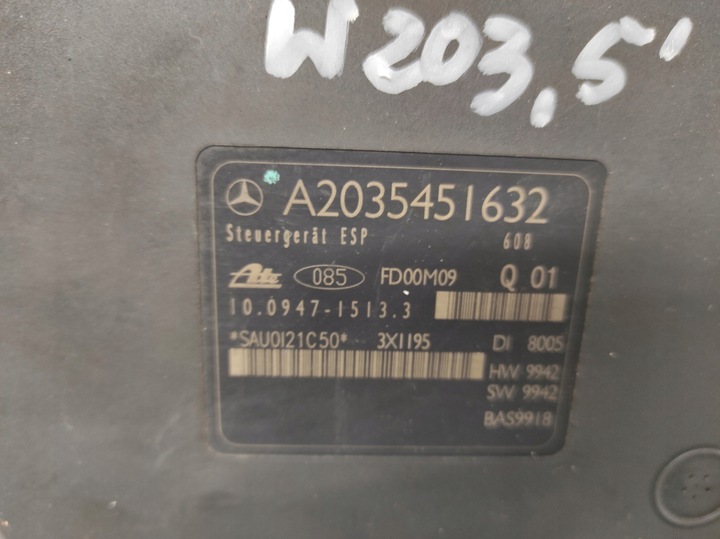 W203,5'
A2035451632
Steuergerät ESP 608
Ate 085 FD00M09 Q 01
10.0947-1513.3
*SAU0121C50* 3X1195 DI 8005
HW 9942
SW 9942
BAS9918